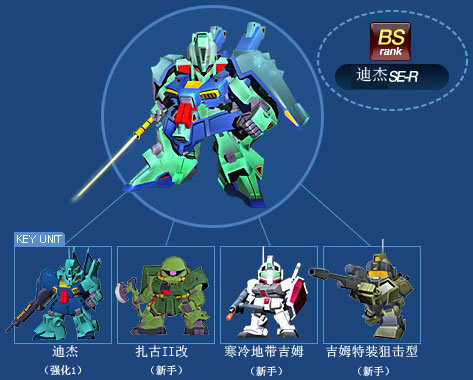 BS
rank
迪杰SE-R
KEY UNIT
迪杰
（强化1）
扎古II改
（新手）
寒冷地带吉姆
（新手）
吉姆特装狙击型
（新手）